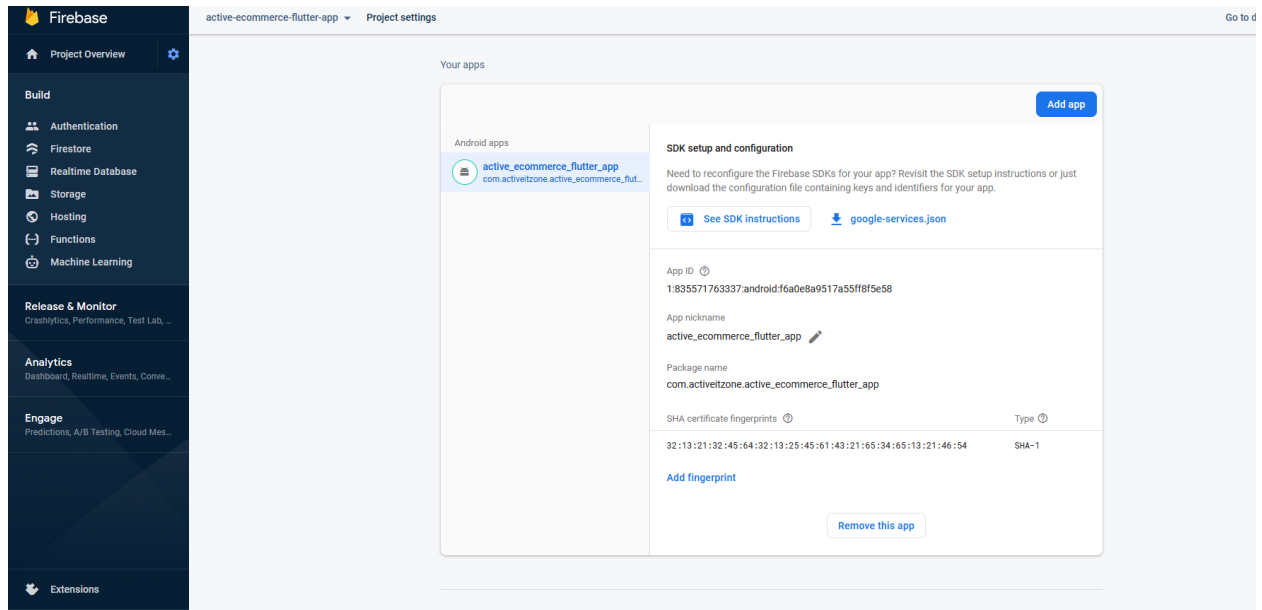 Firebase
active-ecommerce-flutter-app
Project settings
Go to d
Project Overview
Build
Authentication
Firestore
Realtime Database
Storage
Hosting
Functions
Machine Learning
Release & Monitor
Crashlytics, Performance, Test Lab, ...
Analytics
Dashboard, Realtime, Events, Conve...
Engage
Predictions, A/B Testing, Cloud Mes...
Extensions
Your apps
Add app
Android apps
active_ecommerce_flutter_app
com.activeitzone.active_ecommerce_flut...
SDK setup and configuration
Need to reconfigure the Firebase SDKs for your app? Revisit the SDK setup instructions or just
download the configuration file containing keys and identifiers for your app.
See SDK instructions
google-services.json
App ID
1:835571763337:android:f6a0e8a9517a55ff8f5e58
App nickname
active_ecommerce_flutter_app
Package name
com.activeitzone.active_ecommerce_flutter_app
SHA certificate fingerprints
Type
32:13:21:32:45:64:32:13:25:45:61:43:21:65:34:65:13:21:46:54
SHA-1
Add fingerprint
Remove this app